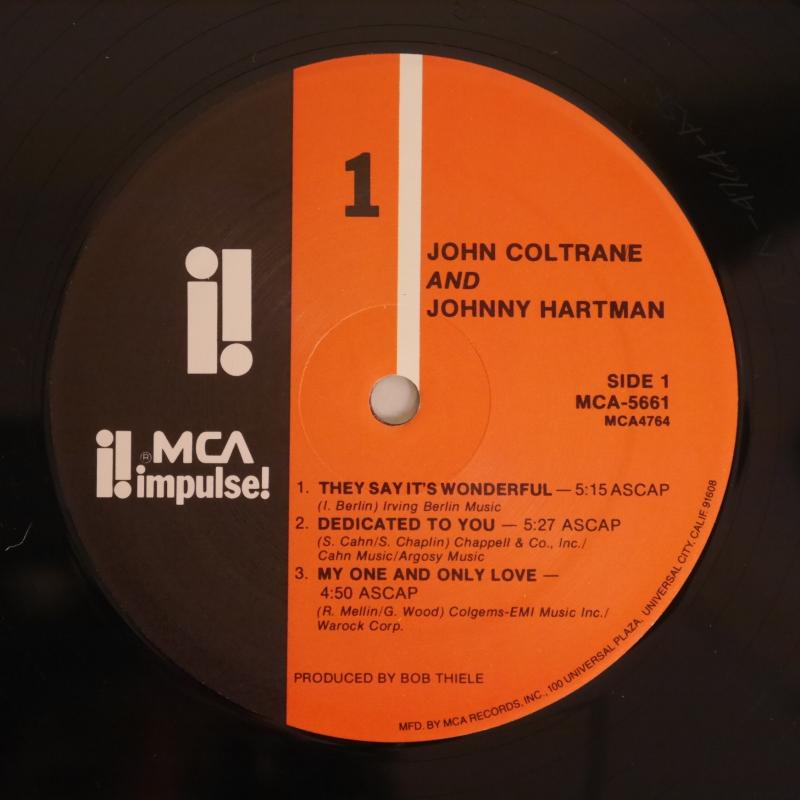 1
JOHN COLTRANE
AND
JOHNNY HARTMAN
SIDE 1
MCA-5661
MCA4764
i!
i! ® MCA
impulse!
1. THEY SAY IT'S WONDERFUL — 5:15 ASCAP
(I. Berlin) Irving Berlin Music
2. DEDICATED TO YOU — 5:27 ASCAP
(S. Cahn/S. Chaplin) Chappell & Co., Inc./
Cahn Music/Argosy Music
3. MY ONE AND ONLY LOVE —
4:50 ASCAP
(R. Mellin/G. Wood) Colgems-EMI Music Inc./
Warock Corp.
PRODUCED BY BOB THIELE
MFD. BY MCA RECORDS, INC., 100 UNIVERSAL PLAZA, UNIVERSAL CITY, CALIF. 91608